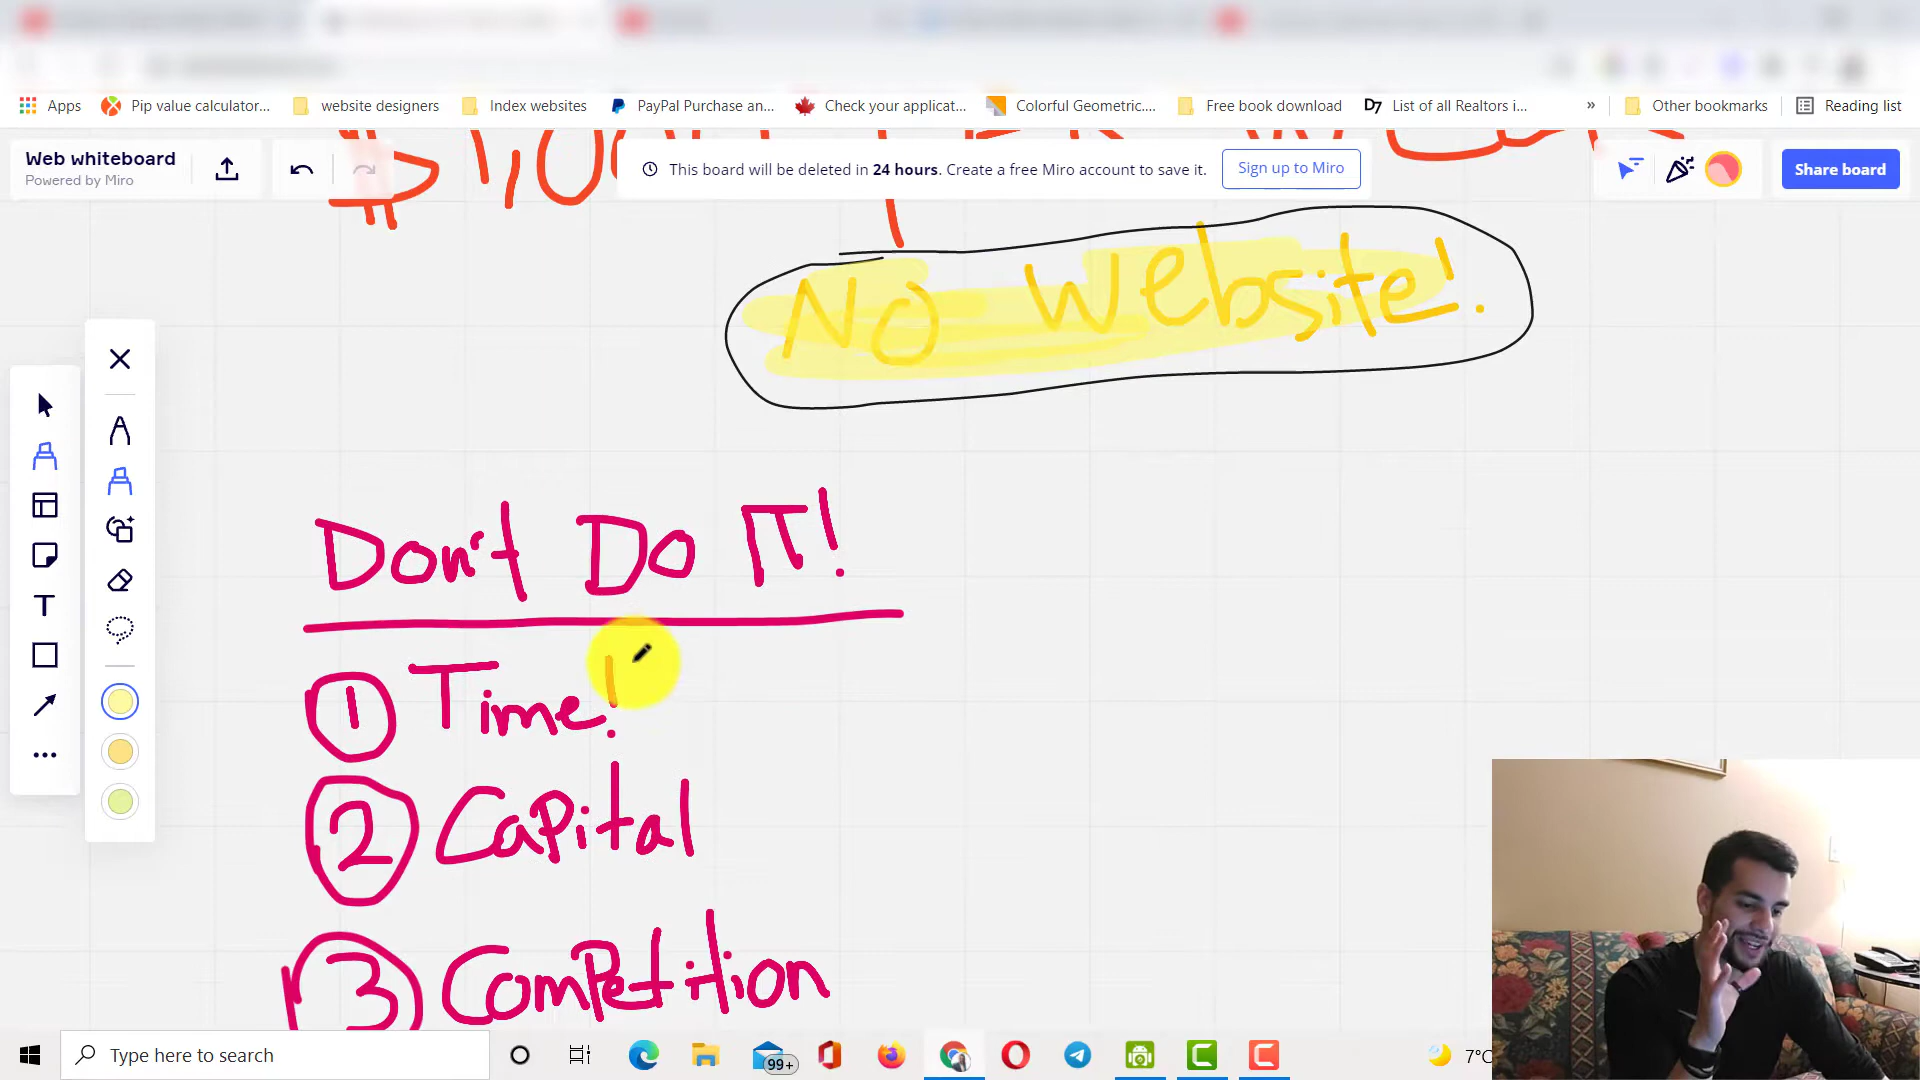 Apps
Pip value calculator...
website designers
Index websites
PayPal Purchase an...
Check your applicat...
Colorful Geometric....
Free book download
D7 List of all Realtors i...
»
Other bookmarks
Reading list
Web whiteboard
Powered by Miro
This board will be deleted in 24 hours. Create a free Miro account to save it.
Sign up to Miro
Share board
No Website!
Don't Do IT!
1 Time!
2 Capital
3 Competition
T
Type here to search
99+
7°C